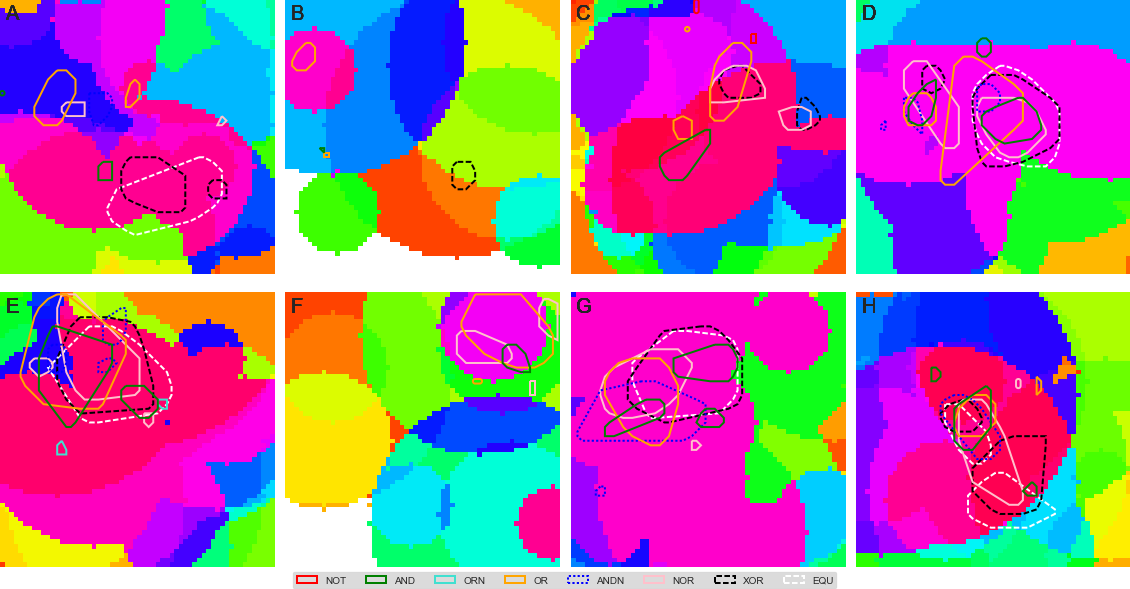 A B C D
E F G H
NOT AND ORN OR ANDN NOR XOR EQU